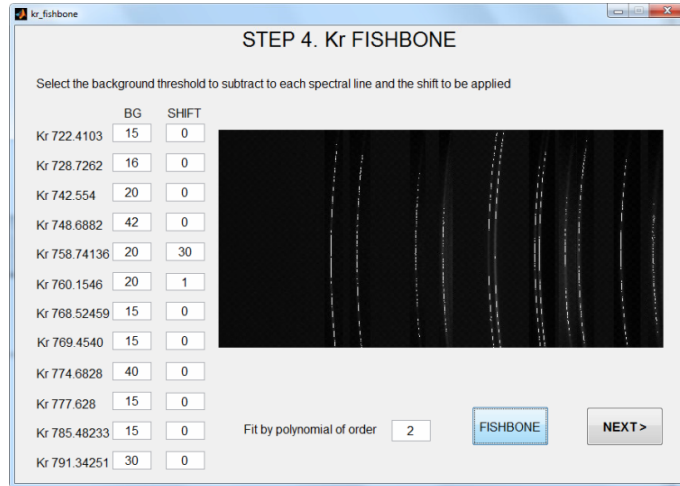 kr_fishbone
STEP 4. Kr FISHBONE
Select the background threshold to subtract to each spectral line and the shift to be applied
BG SHIFT
Kr 722.4103 15 0
Kr 728.7262 16 0
Kr 742.554 20 0
Kr 748.6882 42 0
Kr 758.74136 20 30
Kr 760.1546 20 1
Kr 768.52459 15 0
Kr 769.4540 15 0
Kr 774.6828 40 0
Kr 777.628 15 0
Kr 785.48233 15 0
Kr 791.34251 30 0
Fit by polynomial of order 2
FISHBONE
NEXT >